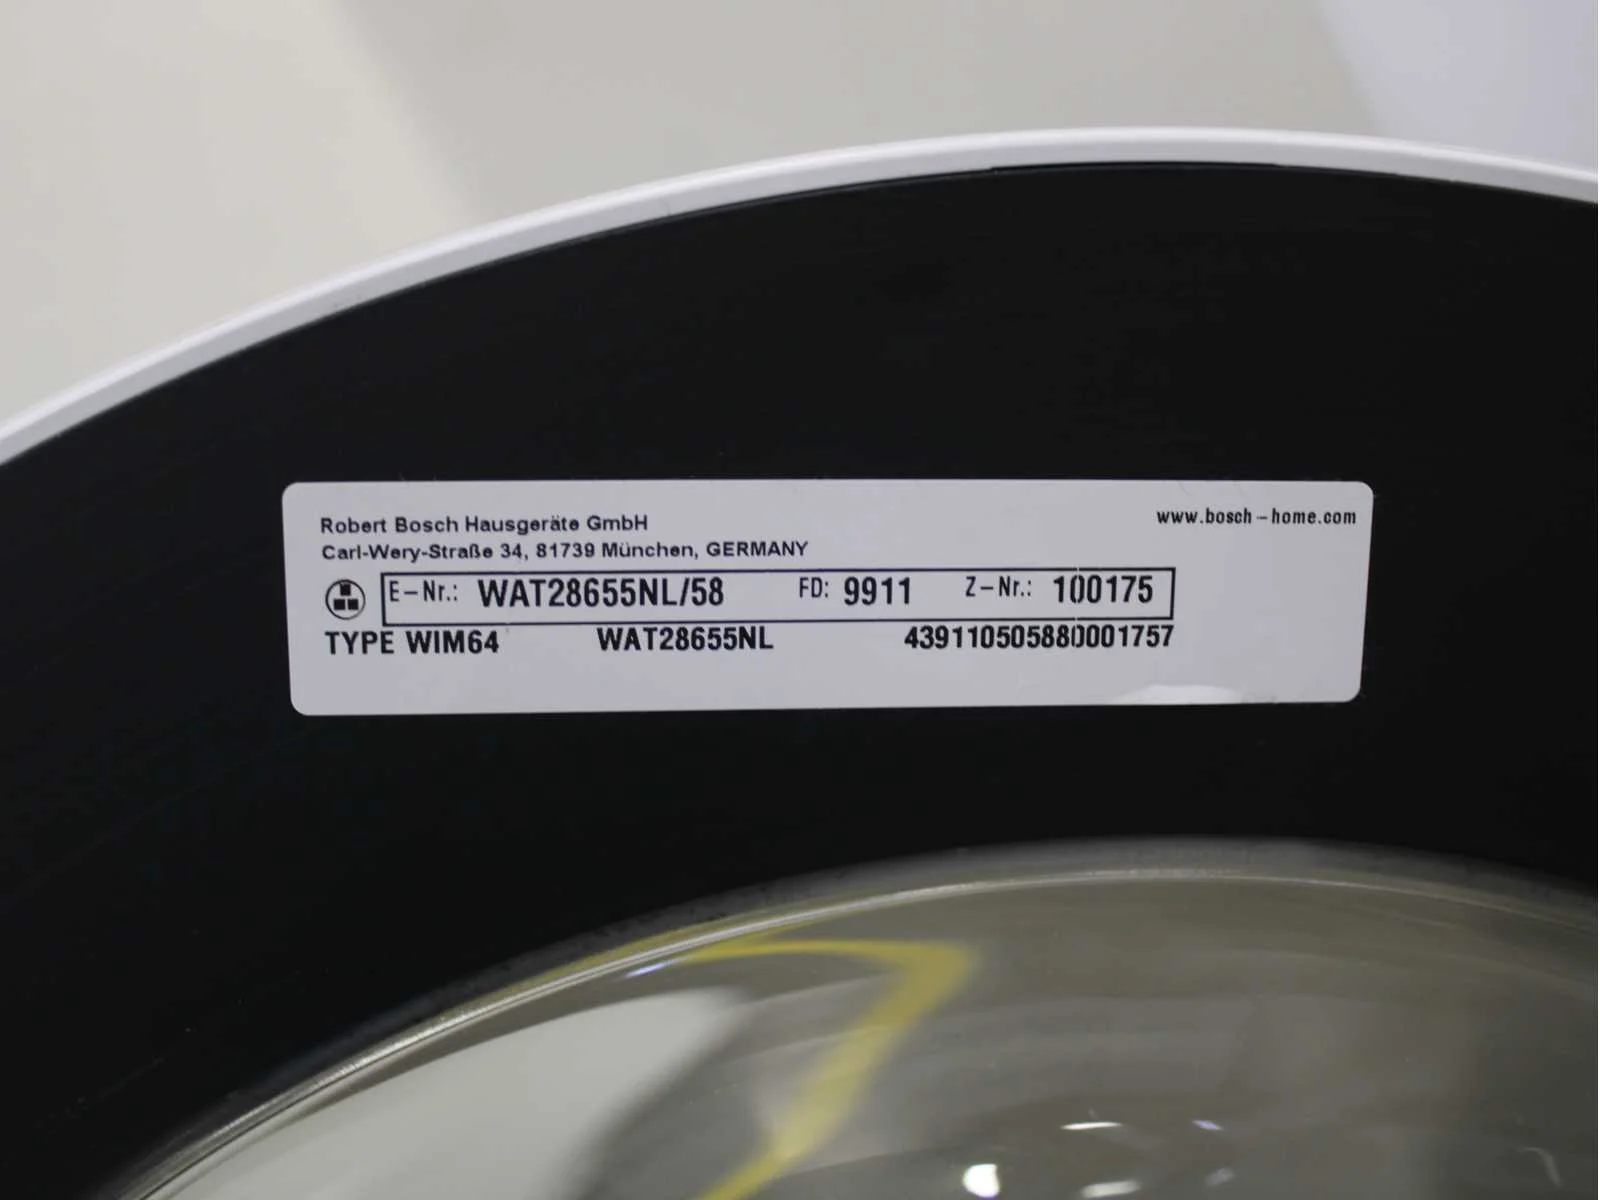 Robert Bosch Hausgeräte GmbH
www.bosch-home.com
Carl-Wery-Straße 34, 81739 München, GERMANY
E-Nr.: WAT28655NL/58 FD: 9911 Z-Nr.: 100175
TYPE WIM64 WAT28655NL 439110505880001757